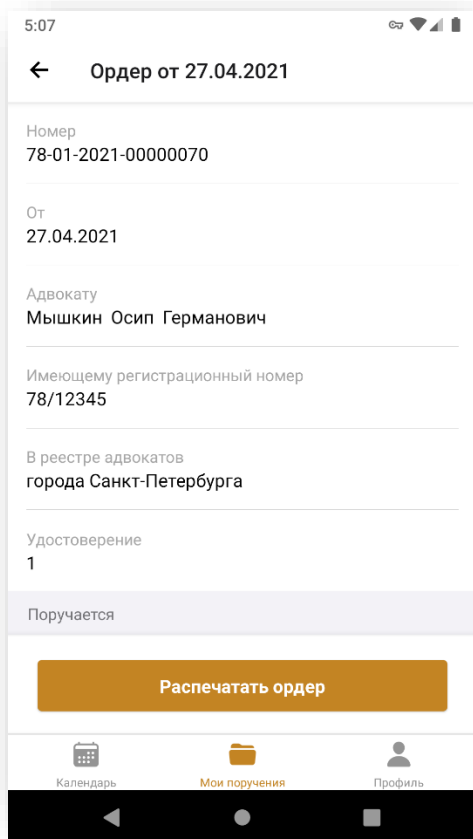 5:07
Ордер от 27.04.2021
Номер
78-01-2021-00000070
От
27.04.2021
Адвокату
Мышкин Осип Германович
Имеющему регистрационный номер
78/12345
В реестре адвокатов
города Санкт-Петербурга
Удостоверение
1
Поручается
Распечатать ордер
Календарь Мои поручения Профиль